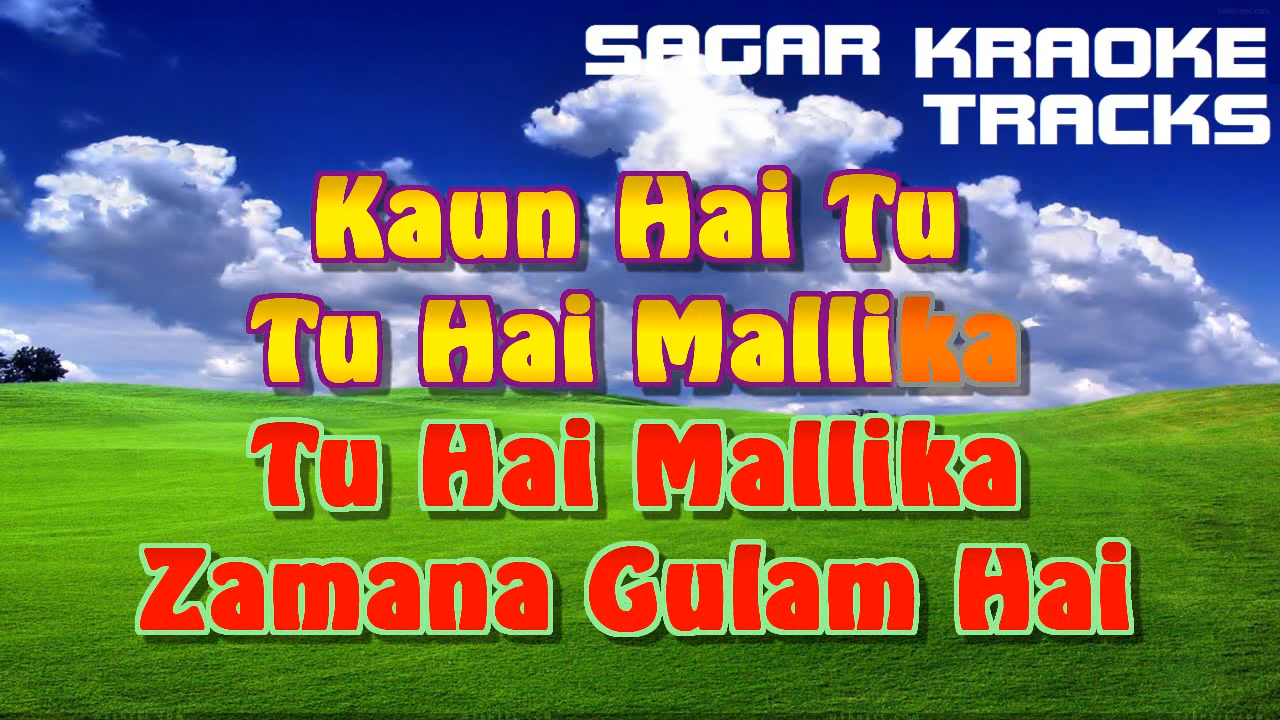 SAGAR KRAOKE
TRACKS
Kaun Hai Tu
Tu Hai Mallika
Tu Hai Mallika
Zamana Gulam Hai